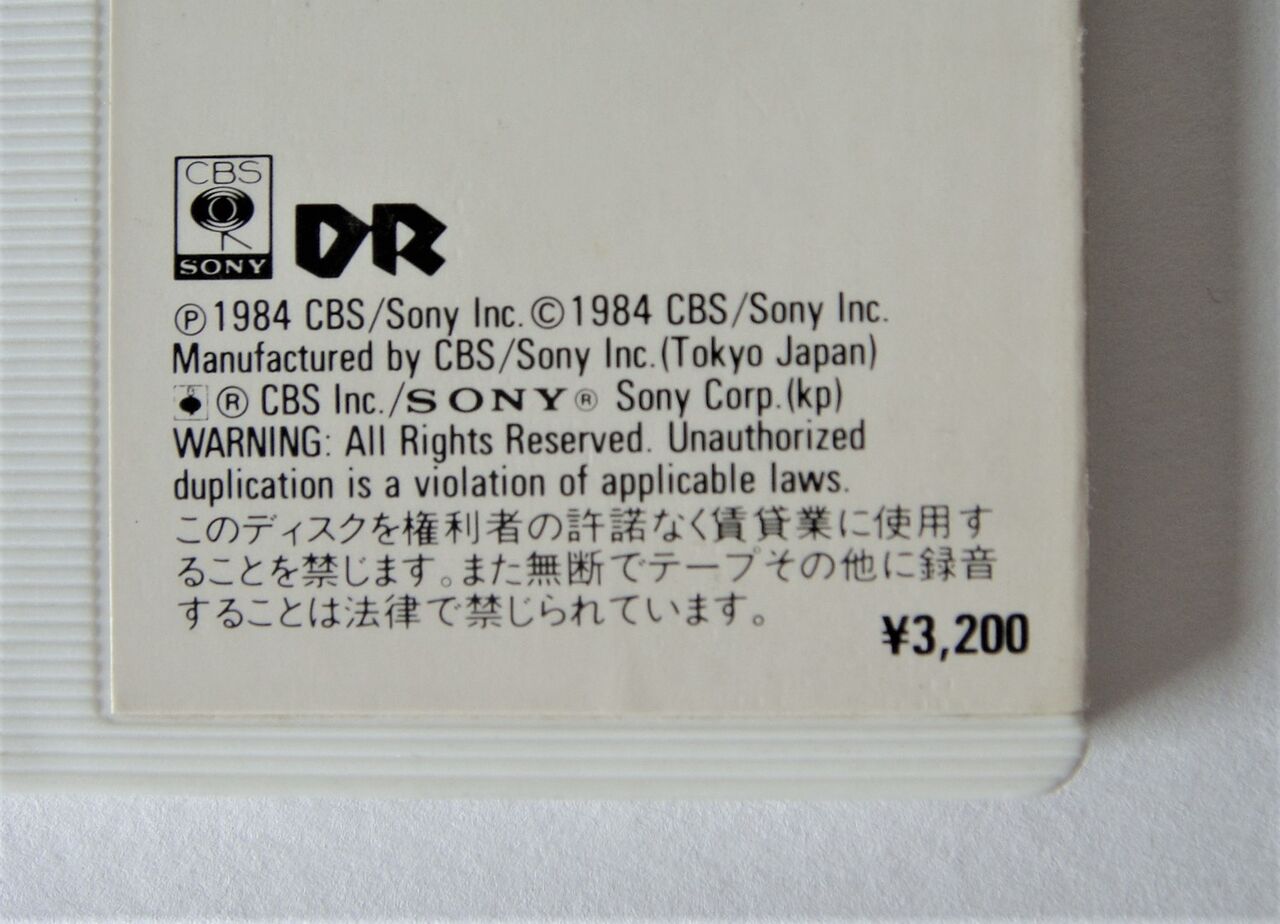 CBS
SONY
DR
Ⓟ1984 CBS/Sony Inc.©1984 CBS/Sony Inc.
Manufactured by CBS/Sony Inc.(Tokyo Japan)
® CBS Inc./SONY® Sony Corp.(kp)
WARNING: All Rights Reserved. Unauthorized
duplication is a violation of applicable laws.
このディスクを権利者の許諾なく賃貸業に使用す
ることを禁じます。また無断でテープその他に録音
することは法律で禁じられています。
¥3,200